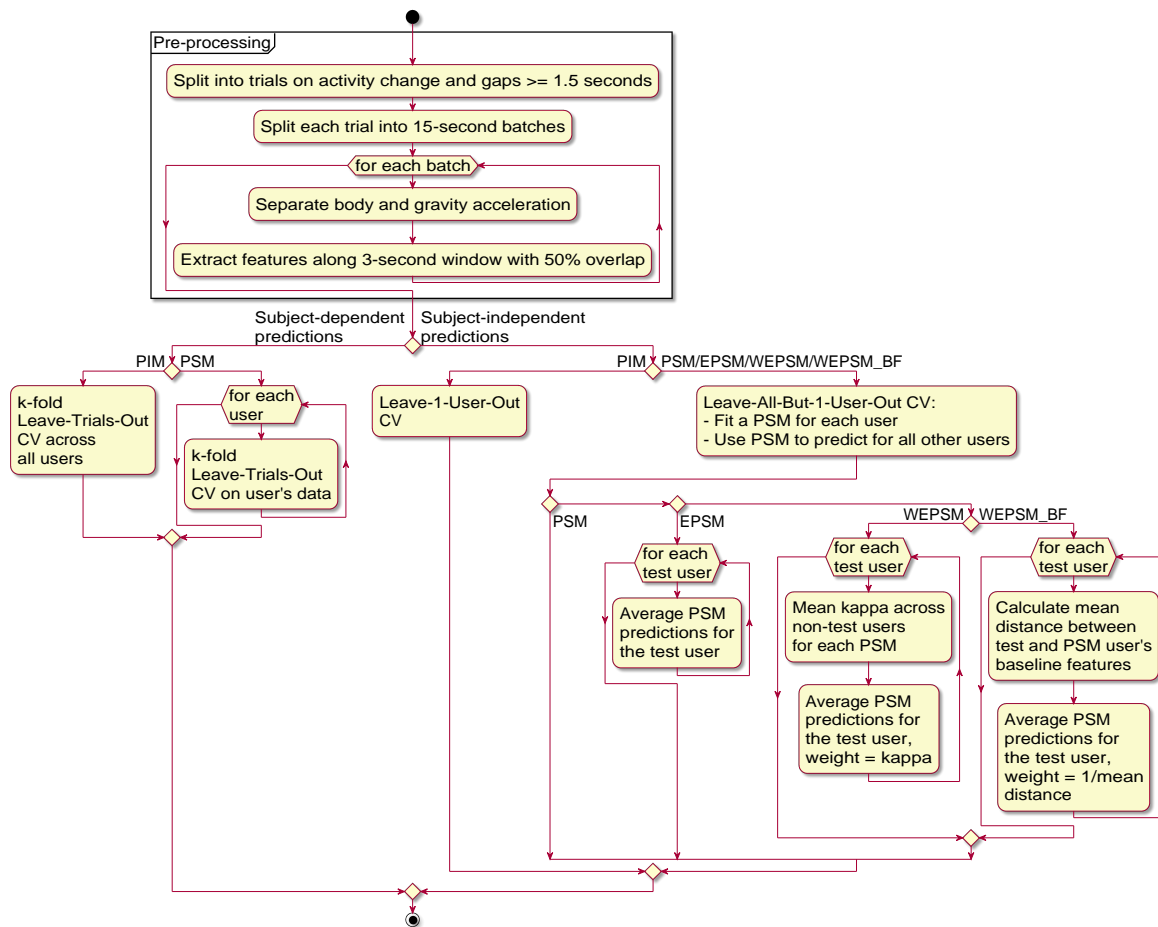 Pre-processing
Split into trials on activity change and gaps >= 1.5 seconds
Split each trial into 15-second batches
for each batch
Separate body and gravity acceleration
Extract features along 3-second window with 50% overlap
Subject-dependent
predictions
Subject-independent
predictions
PIM
PSM
k-fold
Leave-Trials-Out
CV across
all users
for each
user
k-fold
Leave-Trials-Out
CV on user's data
PIM
PSM/EPSM/WEPSM/WEPSM_BF
Leave-1-User-Out
CV
Leave-All-But-1-User-Out CV:
- Fit a PSM for each user
- Use PSM to predict for all other users
PSM
EPSM
for each
test user
Average PSM
predictions for
the test user
WEPSM
WEPSM_BF
for each
test user
Mean kappa across
non-test users
for each PSM
Average PSM
predictions for
the test user,
weight = kappa
for each
test user
Calculate mean
distance between
test and PSM user's
baseline features
Average PSM
predictions for
the test user,
weight = 1/mean
distance